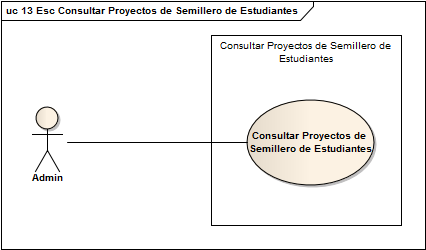 uc 13 Esc Consultar Proyectos de Semillero de Estudiantes
Consultar Proyectos de Semillero de
Estudiantes
Consultar Proyectos de
Semillero de Estudiantes
Admin